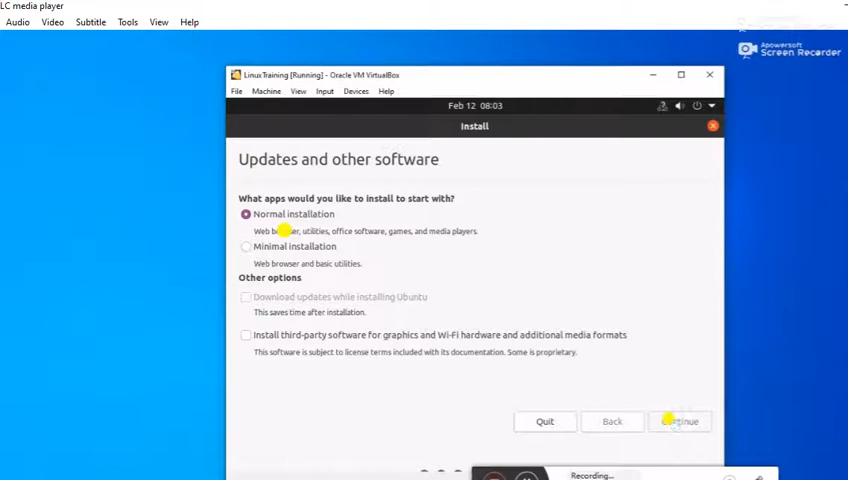 LC media player
Audio Video Subtitle Tools View Help
Apowersoft
Screen Recorder
LinuxTraining [Running] - Oracle VM VirtualBox
File Machine View Input Devices Help
Feb 12 08:03
Install
Updates and other software
What apps would you like to install to start with?
Normal installation
Web browser, utilities, office software, games, and media players.
Minimal installation
Web browser and basic utilities.
Other options
Download updates while installing Ubuntu
This saves time after installation.
Install third-party software for graphics and Wi-Fi hardware and additional media formats
This software is subject to license terms included with its documentation. Some is proprietary.
Quit Back Continue
Recording...